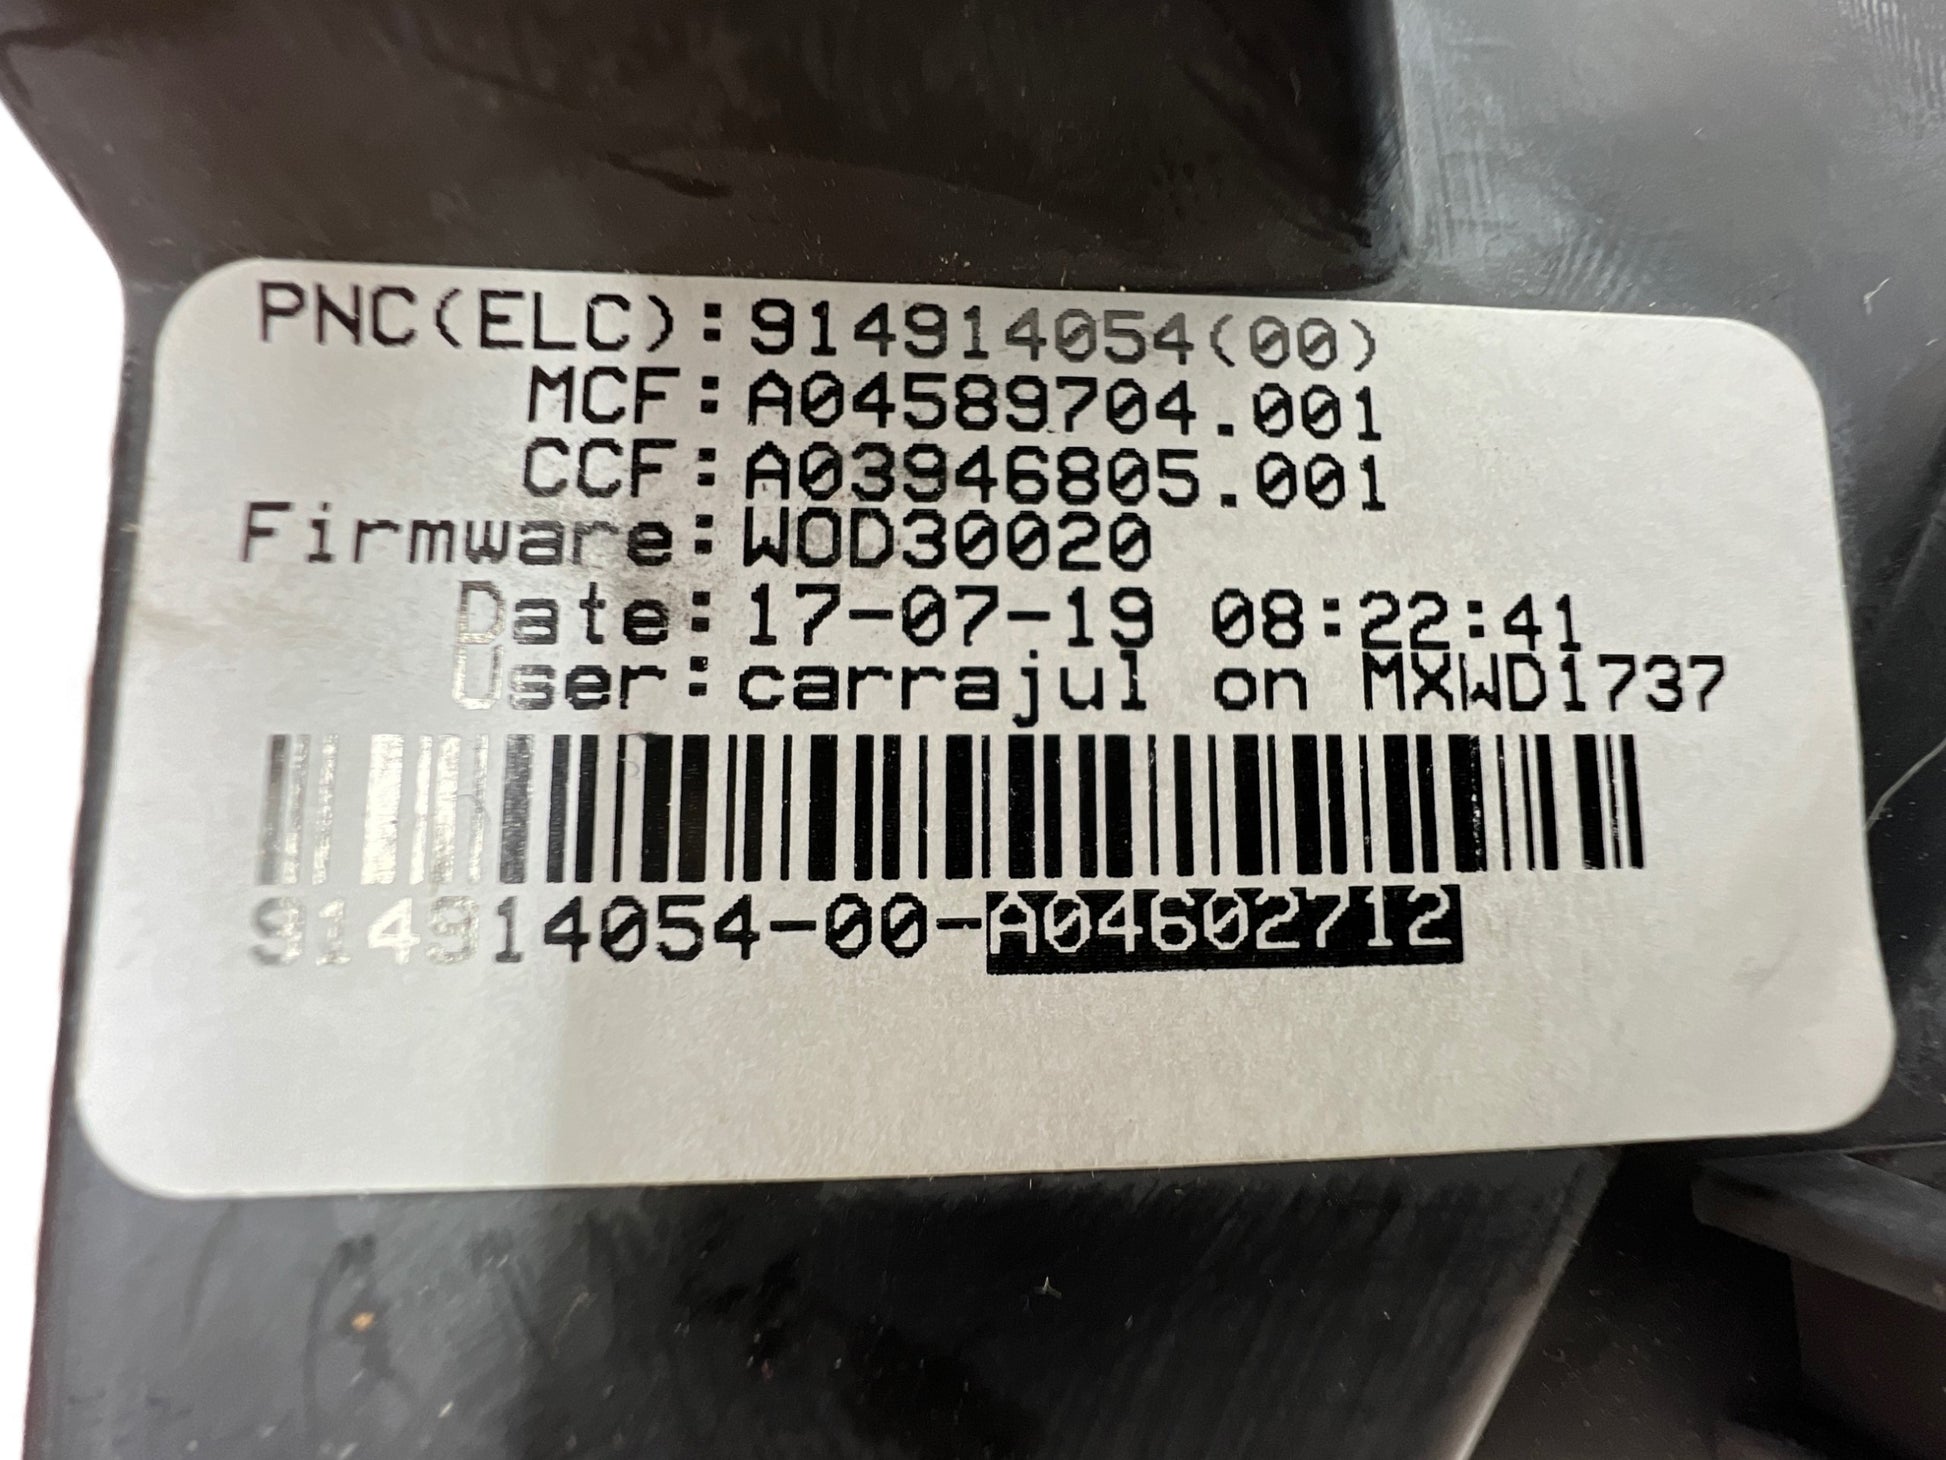 PNC(ELC):914914054(00)
MCF:A04589704.001
CCF:A03946805.001
Firmware:WOD30020
Date:17-07-19 08:22:41
User:carrajul on MXWD1737
914914054-00-A04602712